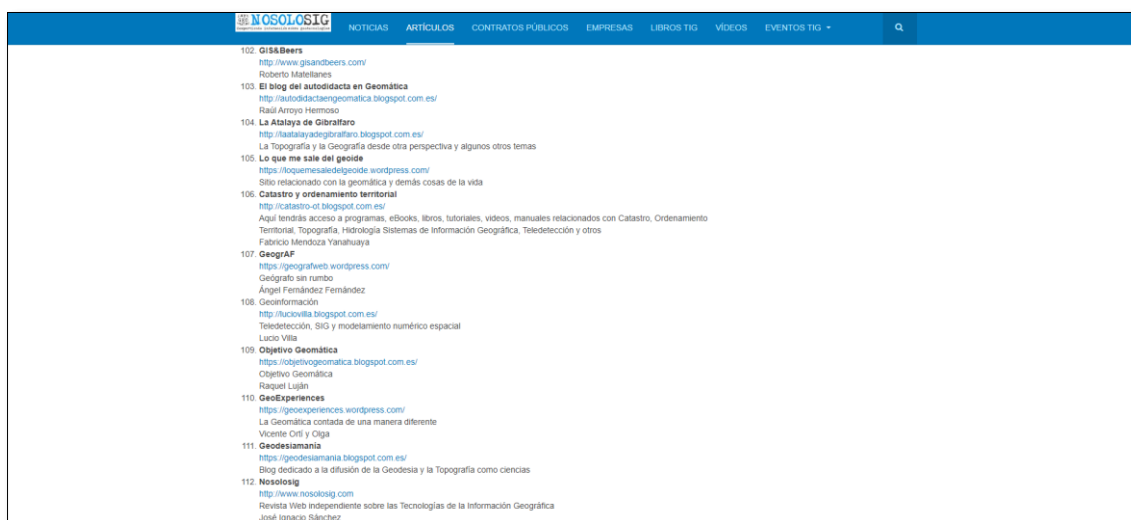 NOSOLOSIG
NOTICIAS ARTÍCULOS CONTRATOS PÚBLICOS EMPRESAS LIBROS TIG VÍDEOS EVENTOS TIG
102. GIS&Beers
http://www.gisandbeers.com/
Roberto Matellanes
103. El blog del autodidacta en Geomática
http://autodidactaengeomatica.blogspot.com.es/
Raúl Arroyo Hermoso
104. La Atalaya de Gibralfaro
http://laatalayadegibralfaro.blogspot.com.es/
La Topografía y la Geografía desde otra perspectiva y algunos otros temas
105. Lo que me sale del geoide
https://loquemesaledelgeoide.wordpress.com/
Sitio relacionado con la geomática y demás cosas de la vida
106. Catastro y ordenamiento territorial
http://catastro-ot.blogspot.com.es/
Aquí tendrás acceso a programas, eBooks, libros, tutoriales, videos, manuales relacionados con Catastro, Ordenamiento
Territorial, Topografía, Hidrología Sistemas de Información Geográfica, Teledetección y otros
Fabricio Mendoza Yanahuaya
107. GeogrAF
https://geografweb.wordpress.com/
Geógrafo sin rumbo
Ángel Fernández Fernández
108. Geoinformación
http://luciovilla.blogspot.com.es/
Teledetección, SIG y modelamiento numérico espacial
Lucio Villa
109. Objetivo Geomática
https://objetivogeomatica.blogspot.com.es/
Objetivo Geomática
Raquel Luján
110. GeoExperiences
https://geoexperiences.wordpress.com/
La Geomática contada de una manera diferente
Vicente Ortí y Olga
111. Geodesiamanía
https://geodesiamania.blogspot.com.es/
Blog dedicado a la difusión de la Geodesia y la Topografía como ciencias
112. Nosolosig
http://www.nosolosig.com
Revista Web independiente sobre las Tecnologías de la Información Geográfica
José Ignacio Sánchez